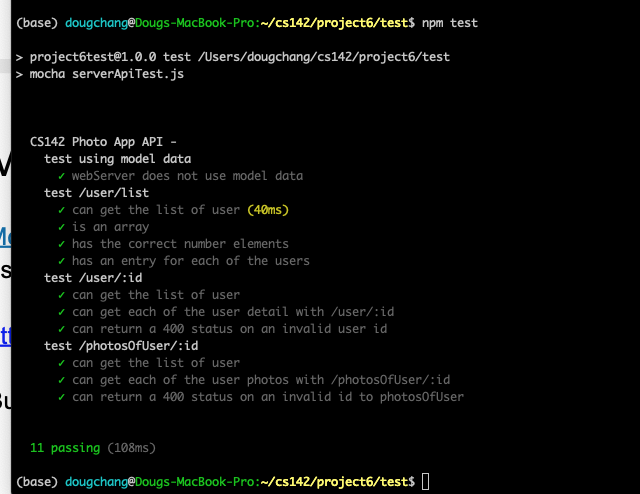 (base) dougchang@Dougs-MacBook-Pro:~/cs142/project6/test$ npm test
> project6test@1.0.0 test /Users/dougchang/cs142/project6/test
> mocha serverApiTest.js
CS142 Photo App API -
test using model data
✓ webServer does not use model data
test /user/list
✓ can get the list of user (40ms)
✓ is an array
✓ has the correct number elements
✓ has an entry for each of the users
test /user/:id
✓ can get the list of user
✓ can get each of the user detail with /user/:id
✓ can return a 400 status on an invalid user id
test /photosOfUser/:id
✓ can get the list of user
✓ can get each of the user photos with /photosOfUser/:id
✓ can return a 400 status on an invalid id to photosOfUser
11 passing (108ms)
(base) dougchang@Dougs-MacBook-Pro:~/cs142/project6/test$